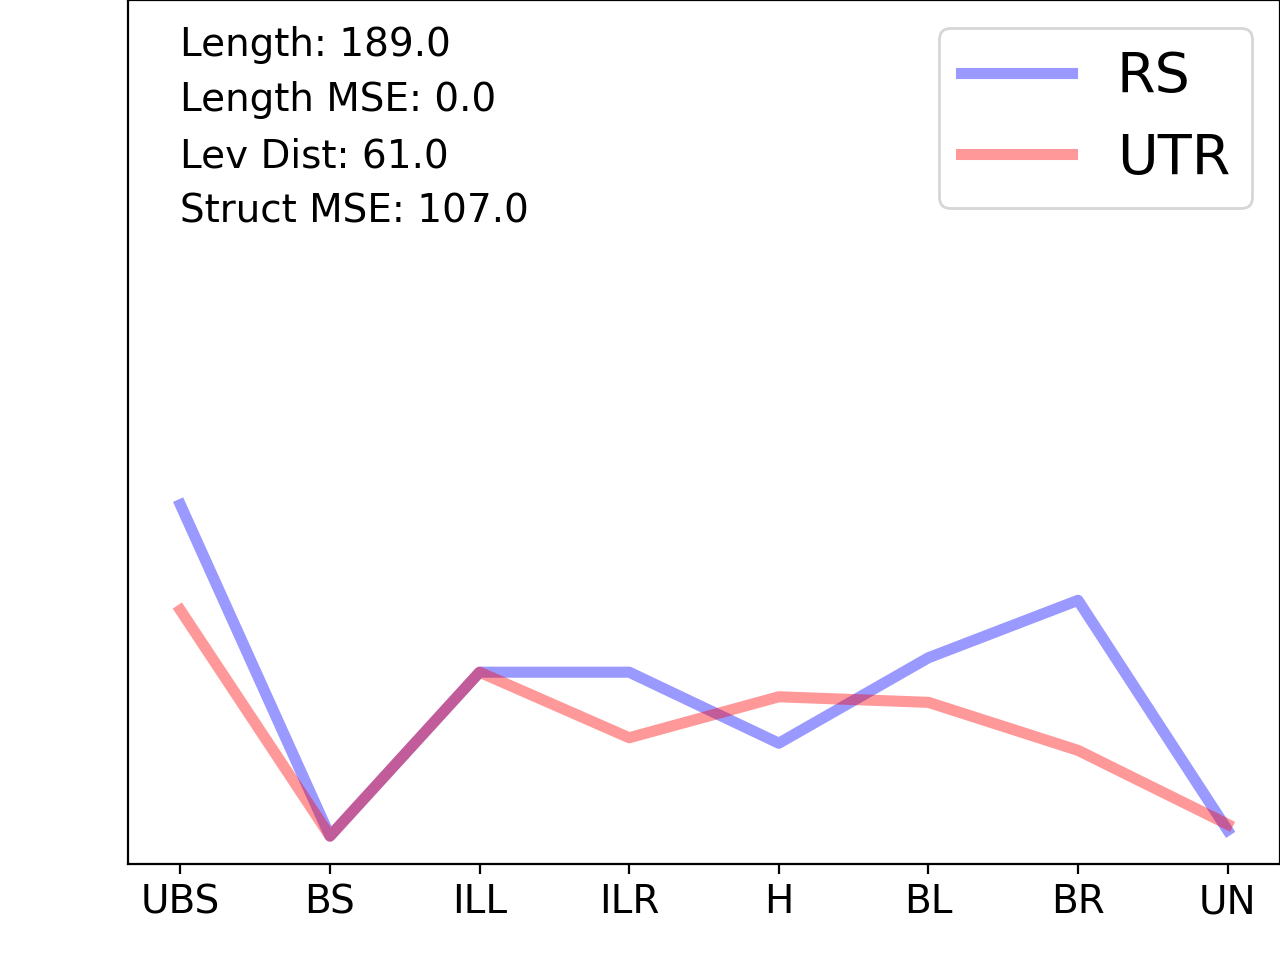 Length: 189.0
Length MSE: 0.0
Lev Dist: 61.0
Struct MSE: 107.0
RS
UTR
UBS BS ILL ILR H BL BR UN